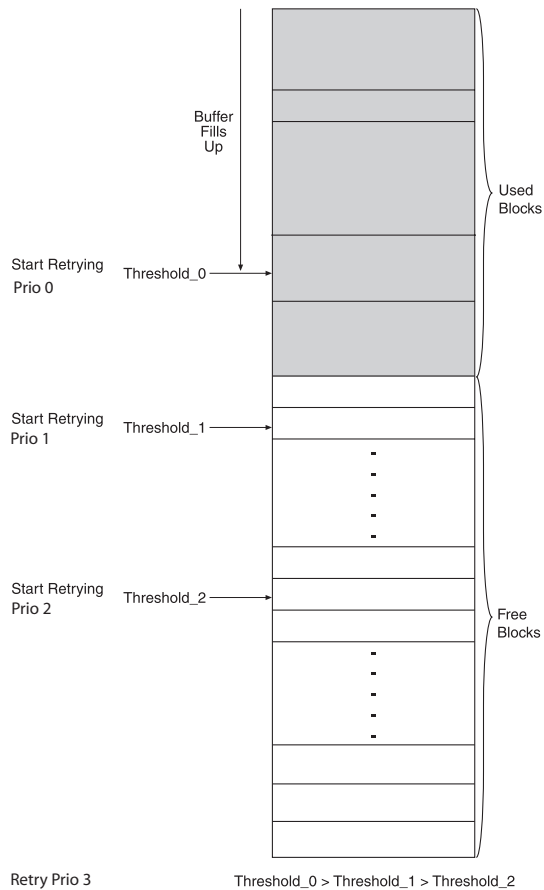 Buffer
Fills
Up
Used
Blocks
Start Retrying
Prio 0
Threshold_0
Start Retrying
Prio 1
Threshold_1
Start Retrying
Prio 2
Threshold_2
Free
Blocks
Retry Prio 3
Threshold_0 > Threshold_1 > Threshold_2